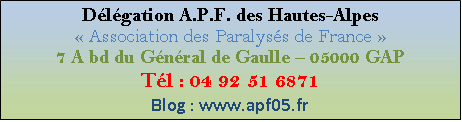 Délégation A.P.F. des Hautes-Alpes
« Association des Paralysés de France »
7 A bd du Général de Gaulle – 05000 GAP
Tél : 04 92 51 6871
Blog : www.apf05.fr